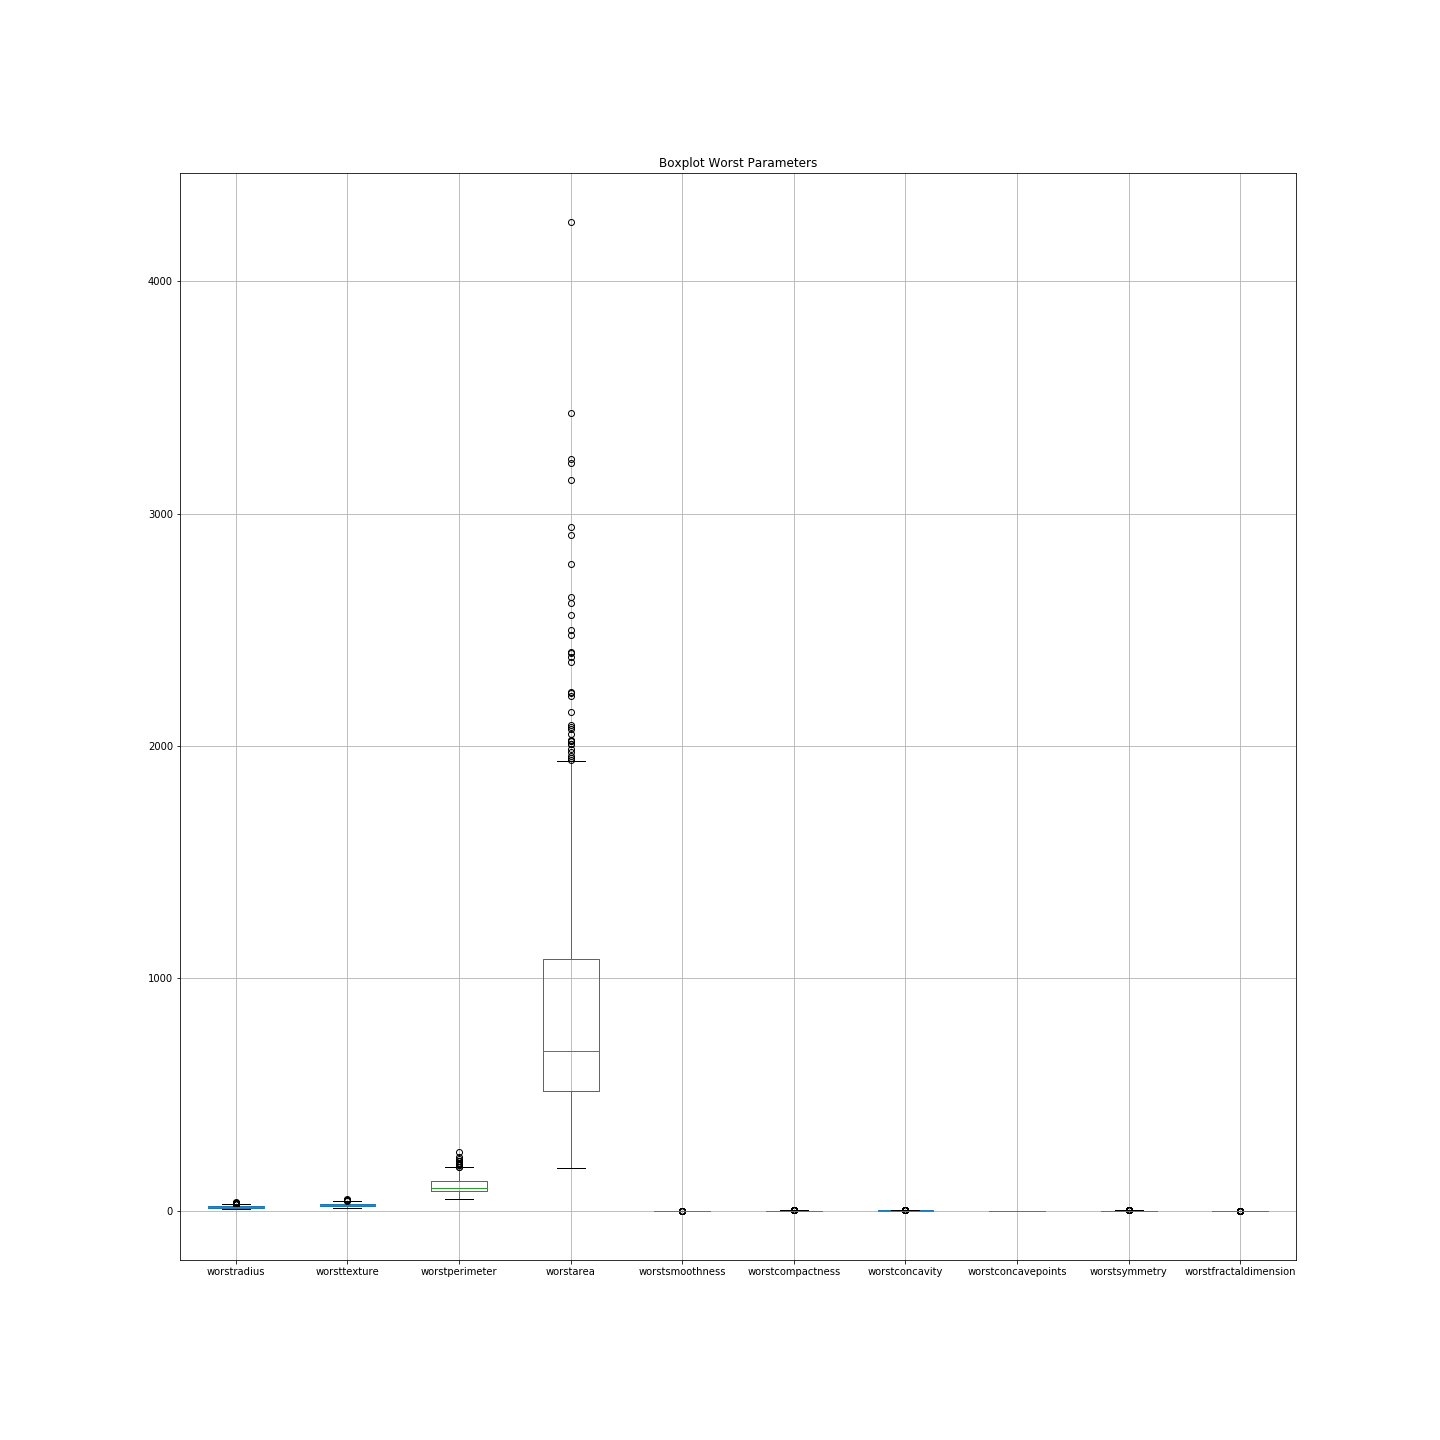 Boxplot Worst Parameters
4000
3000
2000
1000
0
worstradius worsttexture worstperimeter worstarea worstsmoothness worstcompactness worstconcavity worstconcavepoints worstsymmetry worstfractaldimension